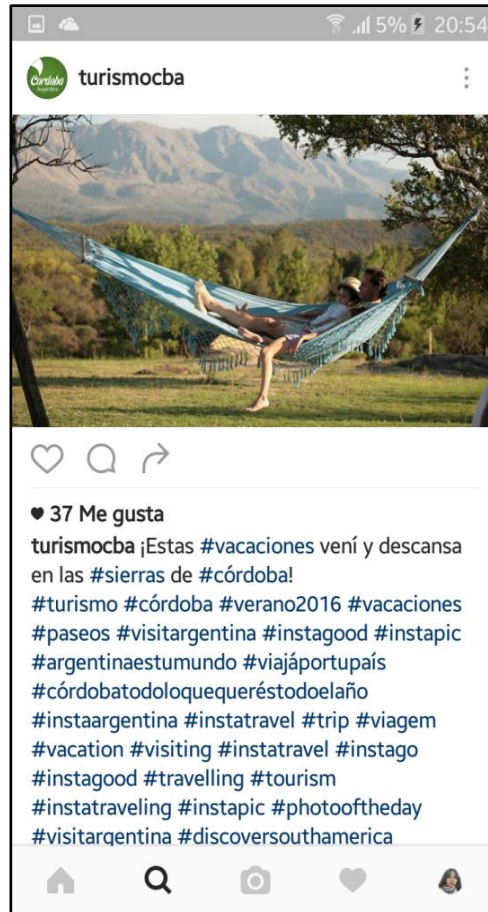 5% 20:54
Córdoba
Argentina
turismocba
37 Me gusta
turismocba ¡Estas #vacaciones vení y descansa
en las #sierras de #córdoba!
#turismo #córdoba #verano2016 #vacaciones
#paseos #visitargentina #instagood #instapic
#argentinaestumundo #viajáportupaís
#córdobatodoloquequeréstodoelaño
#instaargentina #instatravel #trip #viagem
#vacation #visiting #instatravel #instago
#instagood #travelling #tourism
#instatraveling #instapic #photooftheday
#visitargentina #discoversouthamerica